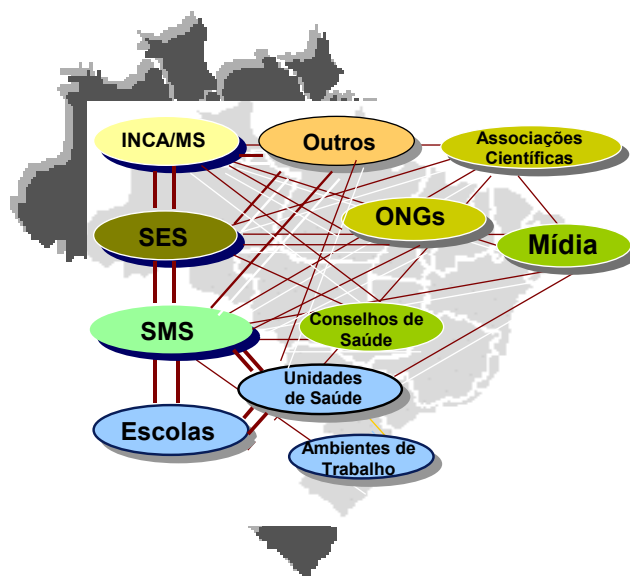 INCA/MS
Outros
Associações
Científicas
SES
ONGs
Mídia
SMS
Conselhos de
Saúde
Unidades
de Saúde
Escolas
Ambientes de
Trabalho